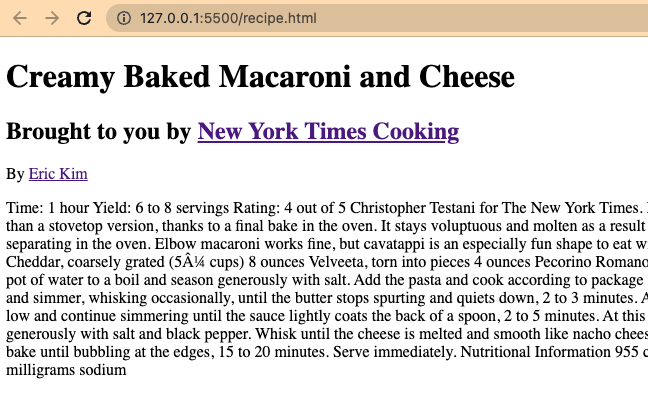 127.0.0.1:5500/recipe.html
Creamy Baked Macaroni and Cheese
Brought to you by New York Times Cooking
By Eric Kim
Time: 1 hour Yield: 6 to 8 servings Rating: 4 out of 5 Christopher Testani for The New York Times.
than a stovetop version, thanks to a final bake in the oven. It stays voluptuous and molten as a result
separating in the oven. Elbow macaroni works fine, but cavatappi is an especially fun shape to eat w
Cheddar, coarsely grated (5Â¼ cups) 8 ounces Velveeta, torn into pieces 4 ounces Pecorino Romano
pot of water to a boil and season generously with salt. Add the pasta and cook according to package
and simmer, whisking occasionally, until the butter stops spurting and quiets down, 2 to 3 minutes. A
low and continue simmering until the sauce lightly coats the back of a spoon, 2 to 5 minutes. At this
generously with salt and black pepper. Whisk until the cheese is melted and smooth like nacho chees
bake until bubbling at the edges, 15 to 20 minutes. Serve immediately. Nutritional Information 955 c
milligrams sodium